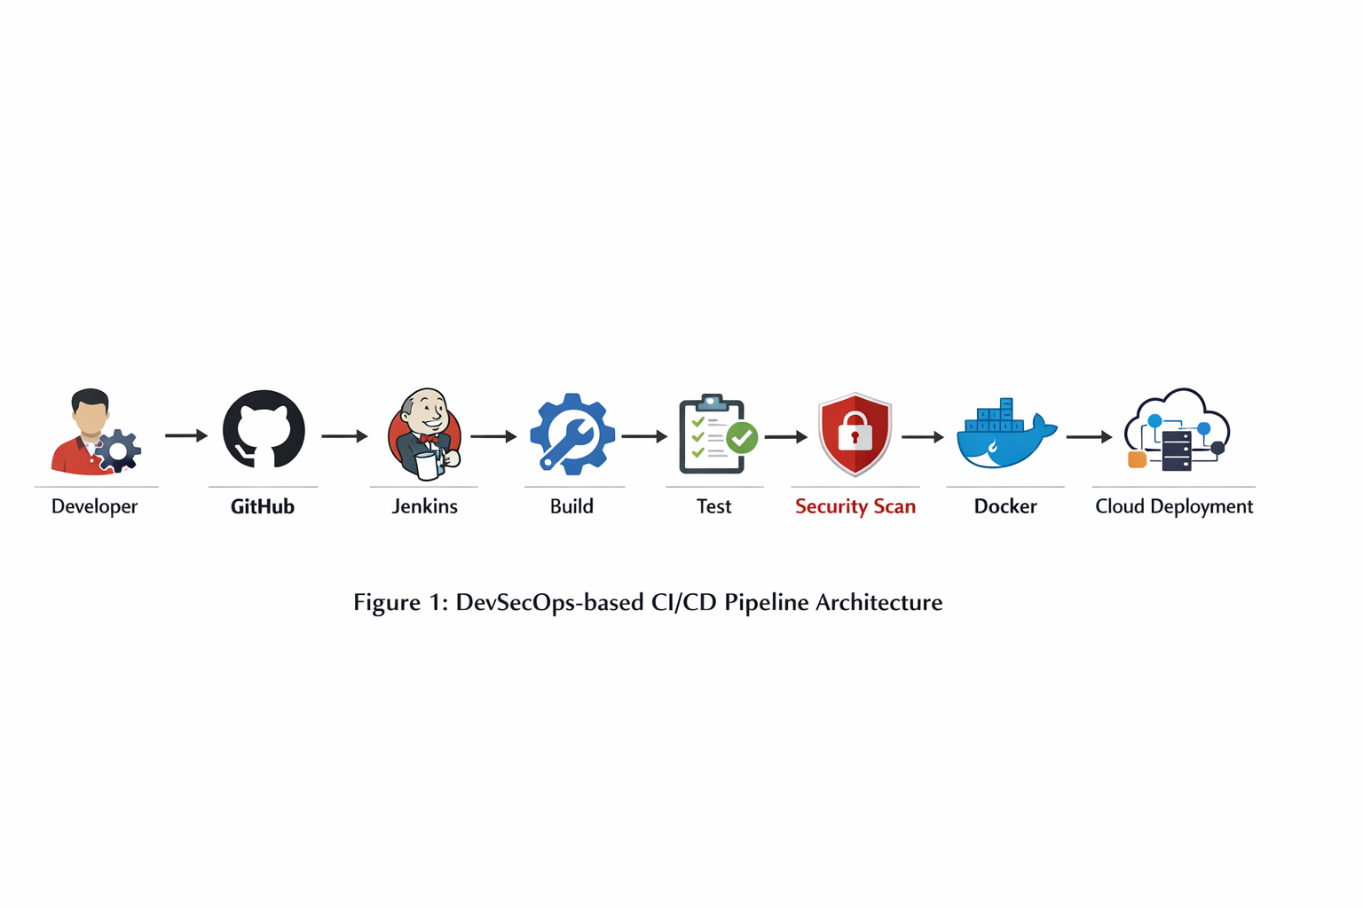 Developer
GitHub
Jenkins
Build
Test
Security Scan
Docker
Cloud Deployment
Figure 1: DevSecOps-based CI/CD Pipeline Architecture